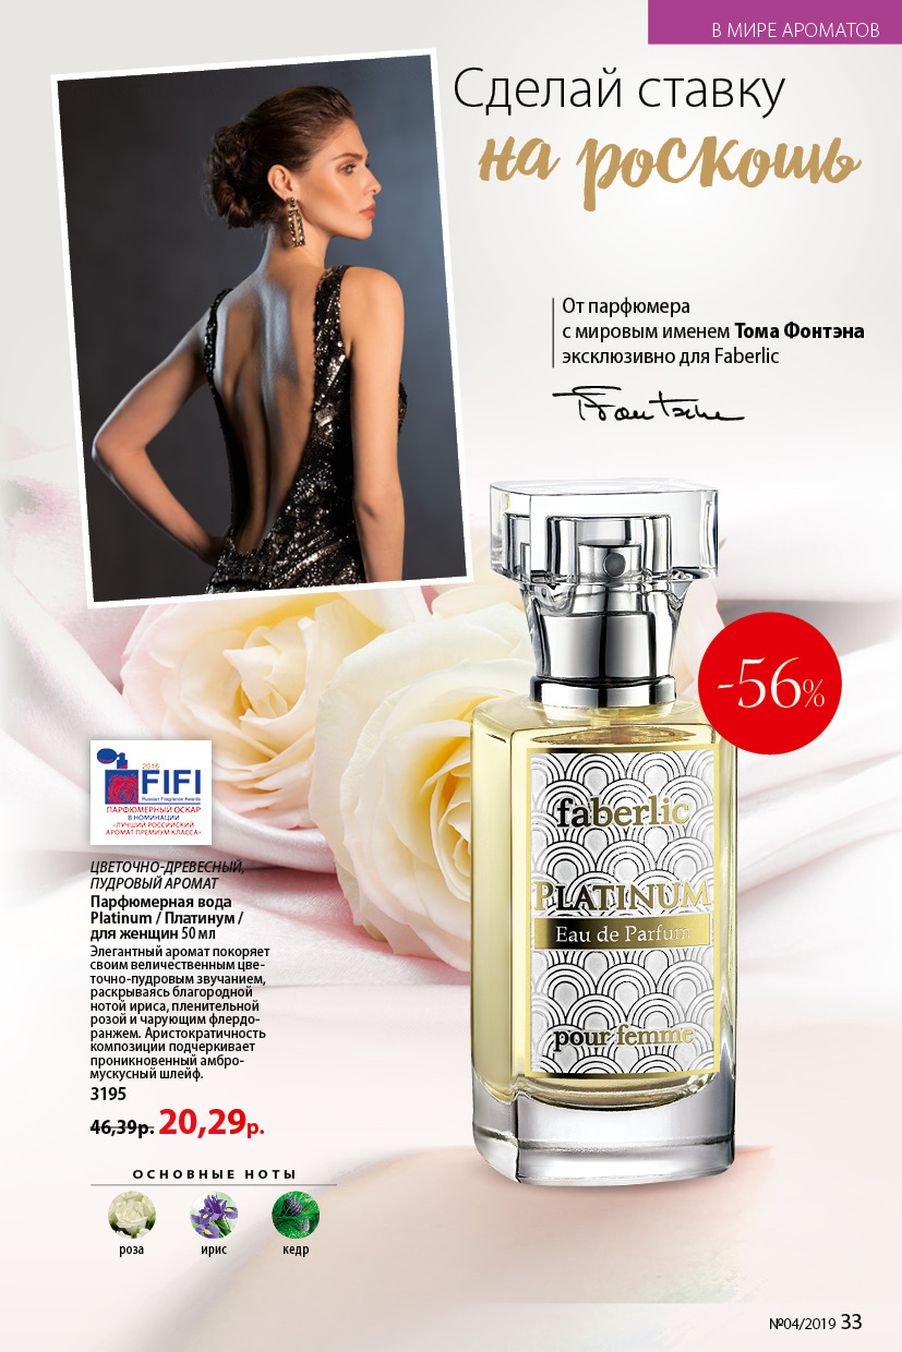 В МИРЕ АРОМАТОВ
Сделай ставку
на роскошь
От парфюмера
с мировым именем Тома Фонтэна
эксклюзивно для Faberlic
-56%
2016
FIFI
Russian Fragrance Awards
ПАРФЮМЕРНЫЙ ОСКАР
В НОМИНАЦИИ
«ЛУЧШИЙ РОССИЙСКИЙ
АРОМАТ ПРЕМИУМ КЛАССА»
faberlic
PLATINUM
Eau de Parfum
pour femme
ЦВЕТОЧНО-ДРЕВЕСНЫЙ,
ПУДРОВЫЙ АРОМАТ
Парфюмерная вода
Platinum / Платинум /
для женщин 50 мл
Элегантный аромат покоряет
своим величественным цве-
точно-пудровым звучанием,
раскрываясь благородной
нотой ириса, пленительной
розой и чарующим флердо-
ранжем. Аристократичность
композиции подчеркивает
проникновенный амбро-
мускусный шлейф.
3195
46,39р. 20,29р.
ОСНОВНЫЕ НОТЫ
роза ирис кедр
№04/2019 33